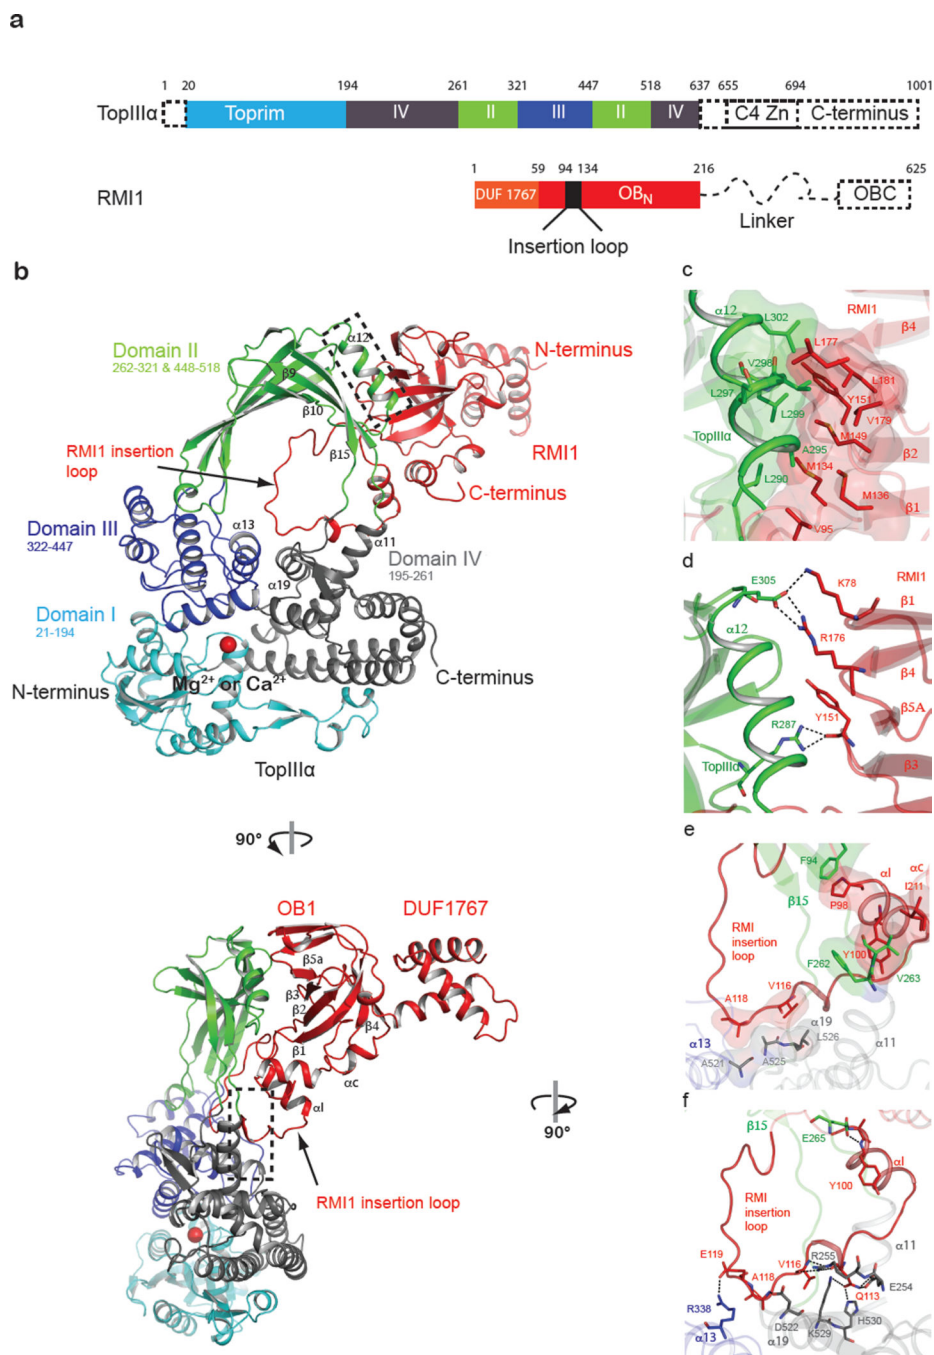 a
1 20 194 261 321 447 518 637 655 694 1001
TopIIIα Toprim IV II III II IV C4 Zn C-terminus
1 59 94 134 216 625
RMI1 DUF 1767 OBN OBC
Linker
Insertion loop
b
Domain II
262-321 & 448-518
α12
β9
β10
β15
N-terminus
RMI1
C-terminus
RMI1 insertion
loop
Domain III
322-447
α13
α11
α19
Domain IV
195-261
Domain I
21-194
N-terminus
Mg2+ or Ca2+
C-terminus
TopIIIα
90°
OB1
DUF1767
β5a
β3
β2
β4
β1
αc
αI
RMI1 insertion loop
90°
c
α12
RMI1
L302
β4
L177
V298
L181
L297
Y151
L299
V179
M149
TopIIIα
A295
β2
M134
L290
M136
β1
V95
d
E305
K78
RMI1
β1
α12
R176
β4
Y151
β5A
R287
TopIIIα
β3
e
F94
αI
αc
P98
I211
β15
RMI
insertion
loop
Y100
F262
V263
A118
V116
α19
L526
α13
α11
A521
A525
f
β15
E265
αI
Y100
RMI
insertion
loop
R255
α11
E119
V116
A118
E254
Q113
R338
D522
H530
K529
α13
α19